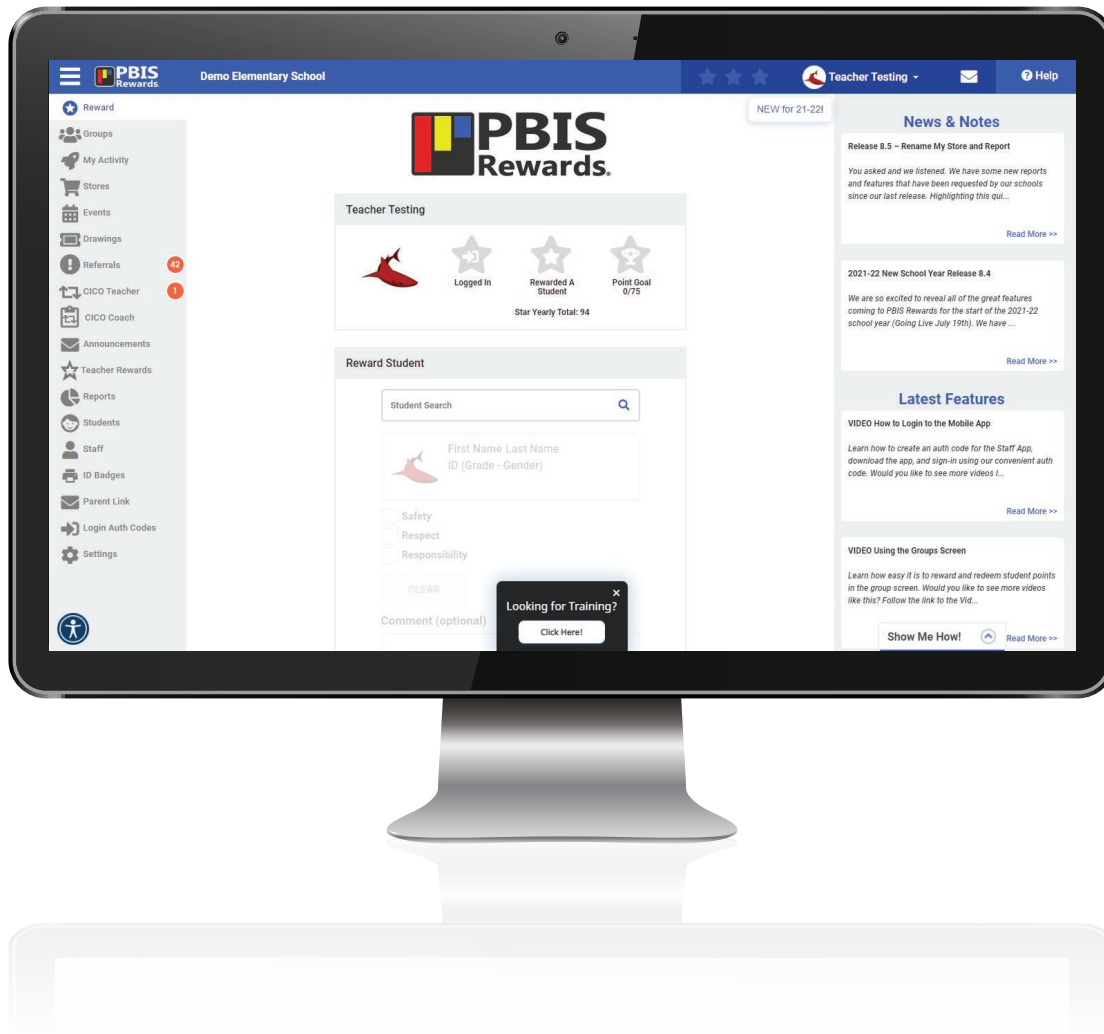 PBIS
Rewards
Demo Elementary School
Teacher Testing
Help
Reward
Groups
My Activity
Stores
Events
Drawings
Referrals
42
CICO Teacher
1
CICO Coach
Announcements
Teacher Rewards
Reports
Students
Staff
ID Badges
Parent Link
Login Auth Codes
Settings
NEW for 21-22!
PBIS
Rewards.
Teacher Testing
Logged In
Rewarded A
Student
Point Goal
0/75
Star Yearly Total: 94
Reward Student
Student Search
First Name Last Name
ID (Grade - Gender)
Safety
Respect
Responsibility
CLEAR
Comment (optional)
×
Looking for Training?
Click Here!
News & Notes
Release 8.5 – Rename My Store and Report
You asked and we listened. We have some new reports
and features that have been requested by our schools
since our last release. Highlighting this qui...
Read More >>
2021-22 New School Year Release 8.4
We are so excited to reveal all of the great features
coming to PBIS Rewards for the start of the 2021-22
school year (Going Live July 19th). We have ...
Read More >>
Latest Features
VIDEO How to Login to the Mobile App
Learn how to create an auth code for the Staff App,
download the app, and sign-in using our convenient auth
code. Would you like to see more videos l...
Read More >>
VIDEO Using the Groups Screen
Learn how easy it is to reward and redeem student points
in the group screen. Would you like to see more videos
like this? Follow the link to the Vid...
Show Me How!
Read More >>